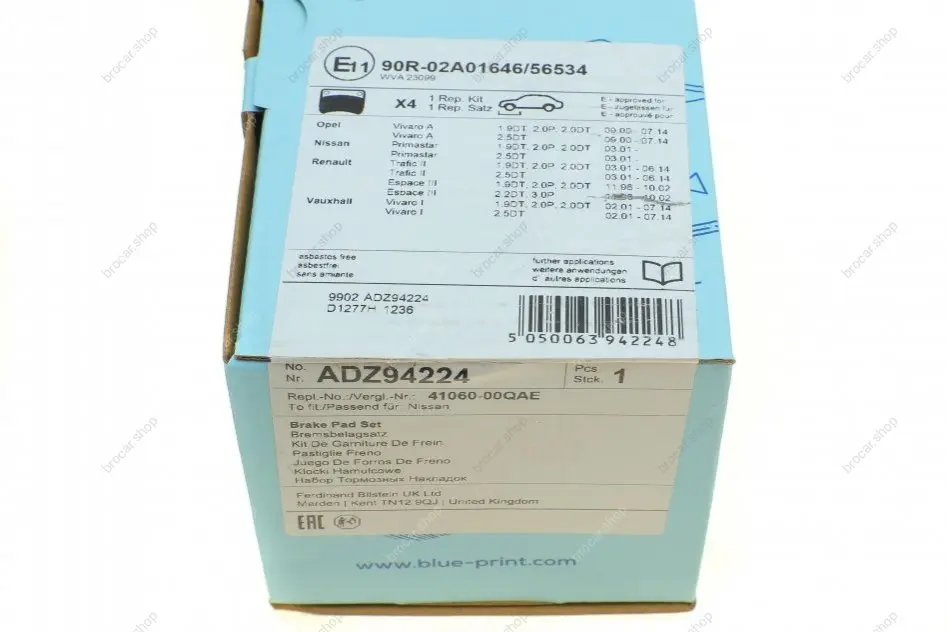 E11 90R-02A01646/56534
WVA 23099
X4 1 Rep. Kit
1 Rep. Satz
E - approved for
E - zugelassen für
E - approuvé pour
Opel Vivaro A 1.9DT, 2.0P, 2.0DT 09.00 - 07.14
Vivaro A 2.5DT 09.00 - 07.14
Nissan Primastar 1.9DT, 2.0P, 2.0DT 03.01 -
Primastar 2.5DT 03.01 -
Renault Trafic II 1.9DT, 2.0P, 2.0DT 03.01 - 06.14
Trafic II 2.5DT 03.01 - 06.14
Espace III 1.9DT, 2.0P, 2.0DT 11.98 - 10.02
Espace III 2.2DT, 3.0P 11.98 - 10.02
Vauxhall Vivaro I 1.9DT, 2.0P, 2.0DT 02.01 - 07.14
Vivaro I 2.5DT 02.01 - 07.14
asbestos free
asbestfrei
sans amiante
further applications
weitere anwendungen
d' autres applications
9902 ADZ94224
D1277H 1236
5 050063 942248
No.
Nr. ADZ94224
Pcs
Stck. 1
Repl.-No.:/Vergl.-Nr.: 41060-00QAE
To fit:/Passend für: Nissan
Brake Pad Set
Bremsbelagsatz
Kit De Garniture De Frein
Pastiglie Freno
Juego De Forros De Freno
Klocki Hamulcowe
Набор Тормозных Накладок
Ferdinand Bilstein UK Ltd
Marden | Kent TN12 9QJ | United Kingdom
EAC
www.blue-print.com
brocar.shop